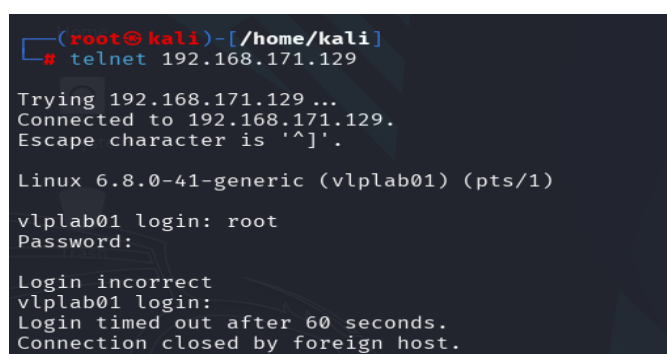 (root㉿kali)-[/home/kali]
# telnet 192.168.171.129
Trying 192.168.171.129 ...
Connected to 192.168.171.129.
Escape character is '^]'.
Linux 6.8.0-41-generic (vlplab01) (pts/1)
vlplab01 login: root
Password:
Login incorrect
vlplab01 login:
Login timed out after 60 seconds.
Connection closed by foreign host.